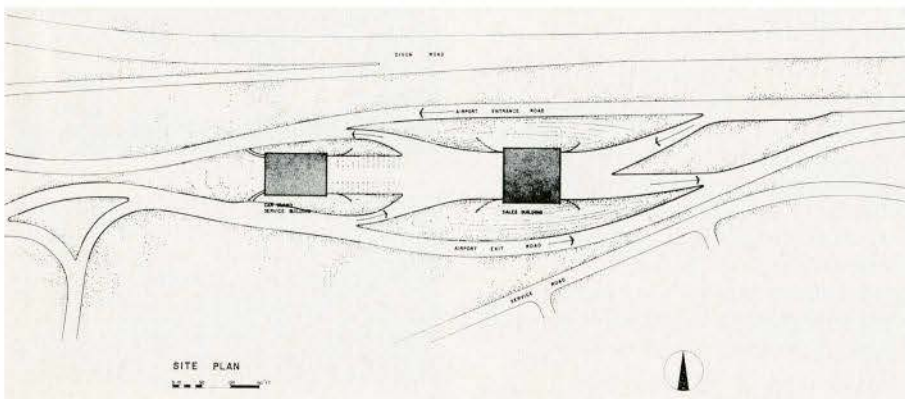 DIXON ROAD
AIRPORT ENTRANCE ROAD
SERVICE BUILDING
SALES BUILDING
AIRPORT EXIT ROAD
SERVICE ROAD
SITE PLAN